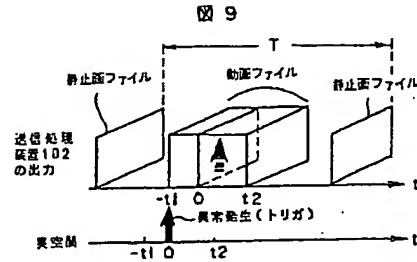 図 9
T
静止画ファイル
動画ファイル
静止画ファイル
送信処理
装置102
の出力
-t1 0 t2 t
異常発生(トリガ)
実空間
-t1 0 t2 t